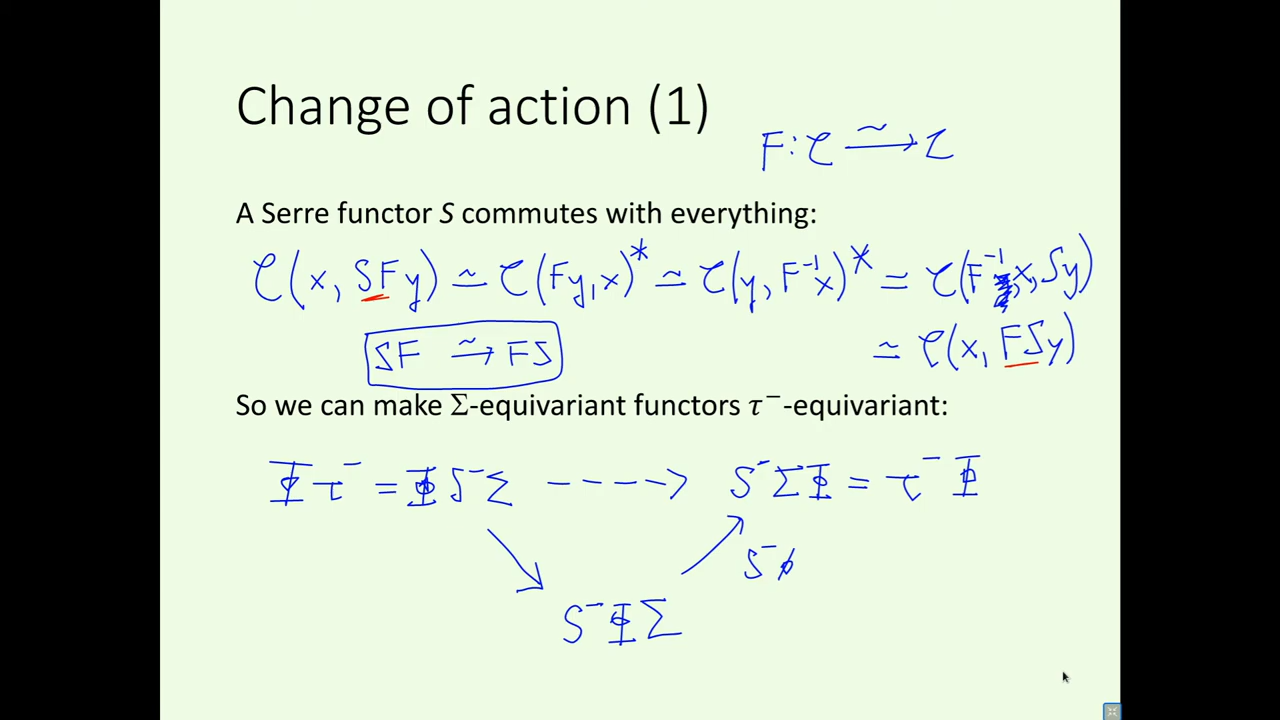 Change of action (1)
F: C ⥲ C
A Serre functor S commutes with everything:
C(x, SFy) ≃ C(Fy, x)* ≃ C(y, F⁻¹x)* ≃ C(F⁻¹x, Sy)
SF ⥲ FS
≃ C(x, FSy)
So we can make Σ-equivariant functors τ⁻-equivariant:
Φτ⁻ = ΦS⁻Σ ----> S⁻ΣΦ = τ⁻Φ
S⁻ϕ
S⁻ΦΣ